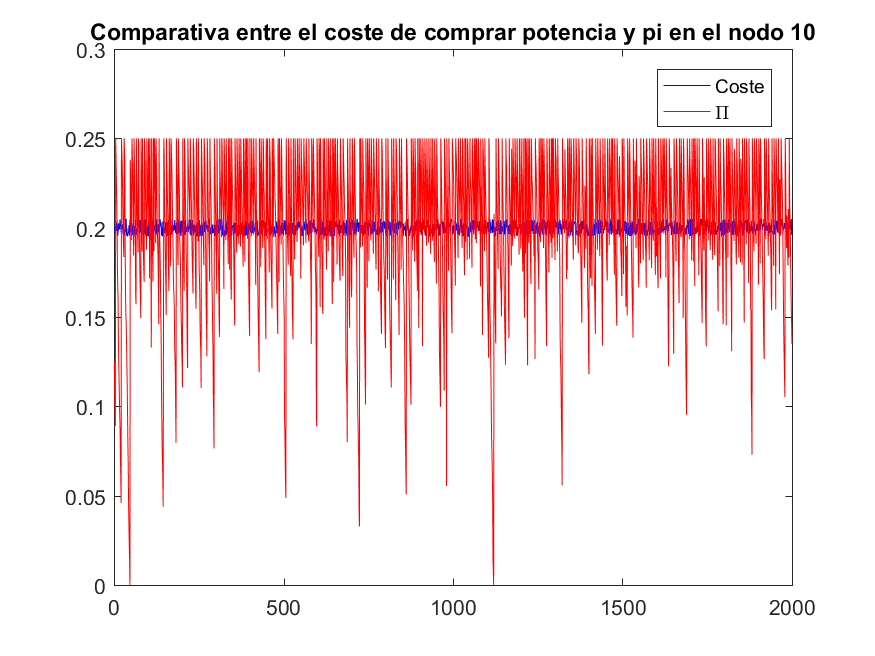 Comparativa entre el coste de comprar potencia y pi en el nodo 10
0.3
Coste
Π
0.25
0.2
0.15
0.1
0.05
0
0 500 1000 1500 2000